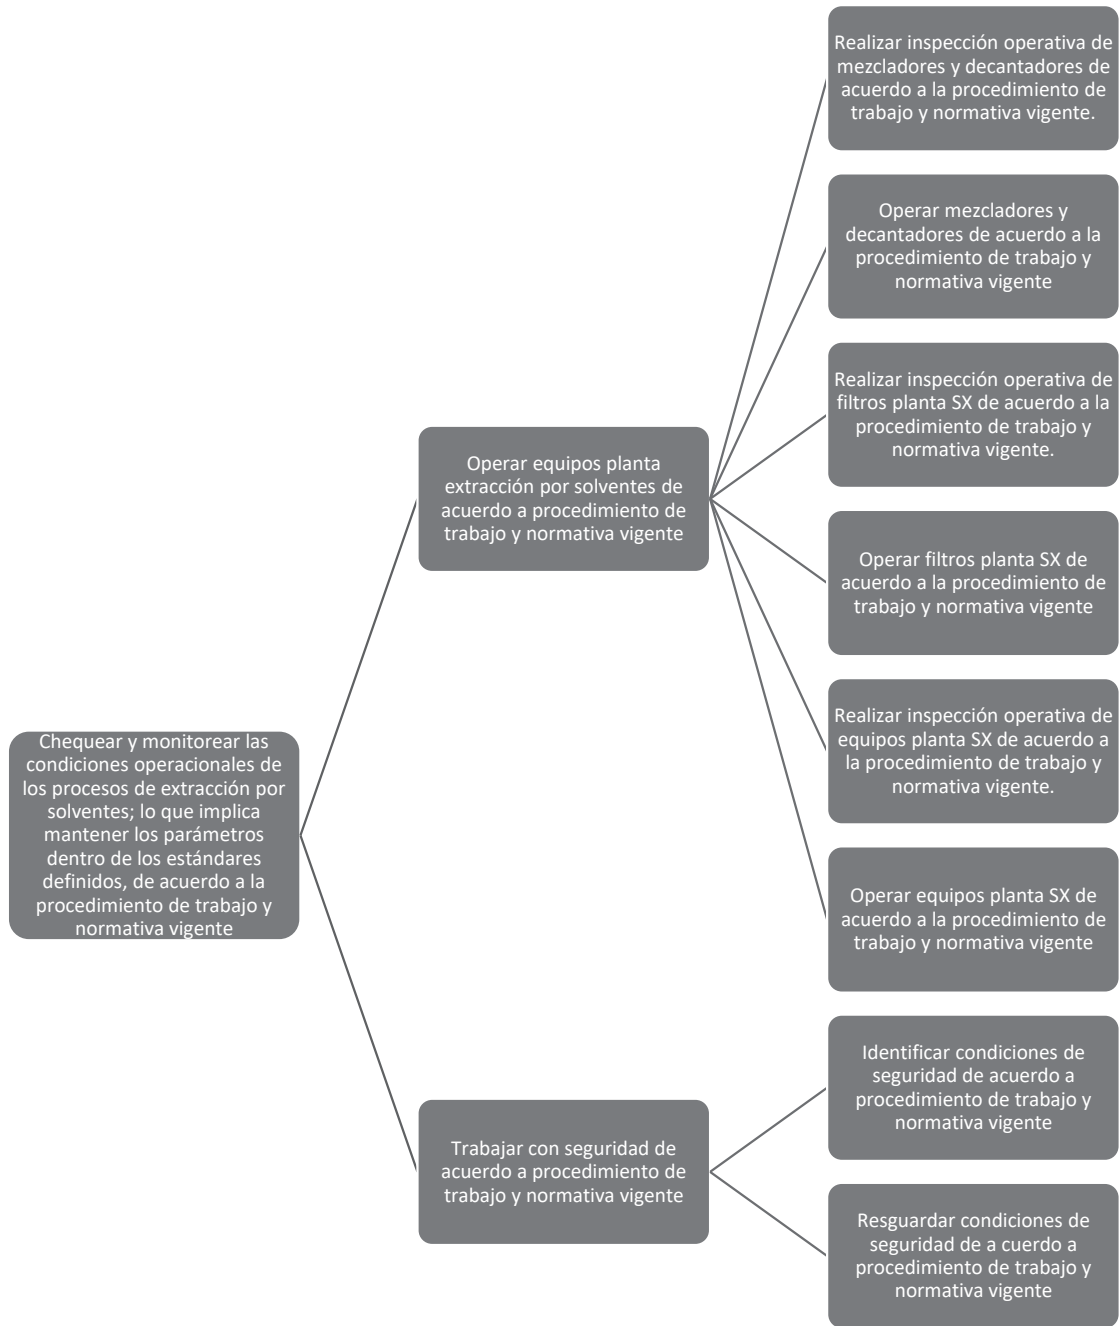 Realizar inspección operativa de
mezcladores y decantadores de
acuerdo a la procedimiento de
trabajo y normativa vigente.
Operar mezcladores y
decantadores de acuerdo a la
procedimiento de trabajo y
normativa vigente
Realizar inspección operativa de
filtros planta SX de acuerdo a la
procedimiento de trabajo y
normativa vigente.
Operar equipos planta
extracción por solventes de
acuerdo a procedimiento de
trabajo y normativa vigente
Operar filtros planta SX de
acuerdo a la procedimiento de
trabajo y normativa vigente
Realizar inspección operativa de
equipos planta SX de acuerdo a
la procedimiento de trabajo y
normativa vigente.
Chequear y monitorear las
condiciones operacionales de
los procesos de extracción por
solventes; lo que implica
mantener los parámetros
dentro de los estándares
definidos, de acuerdo a la
procedimiento de trabajo y
normativa vigente
Operar equipos planta SX de
acuerdo a la procedimiento de
trabajo y normativa vigente
Identificar condiciones de
seguridad de acuerdo a
procedimiento de trabajo y
normativa vigente
Trabajar con seguridad de
acuerdo a procedimiento de
trabajo y normativa vigente
Resguardar condiciones de
seguridad de a cuerdo a
procedimiento de trabajo y
normativa vigente